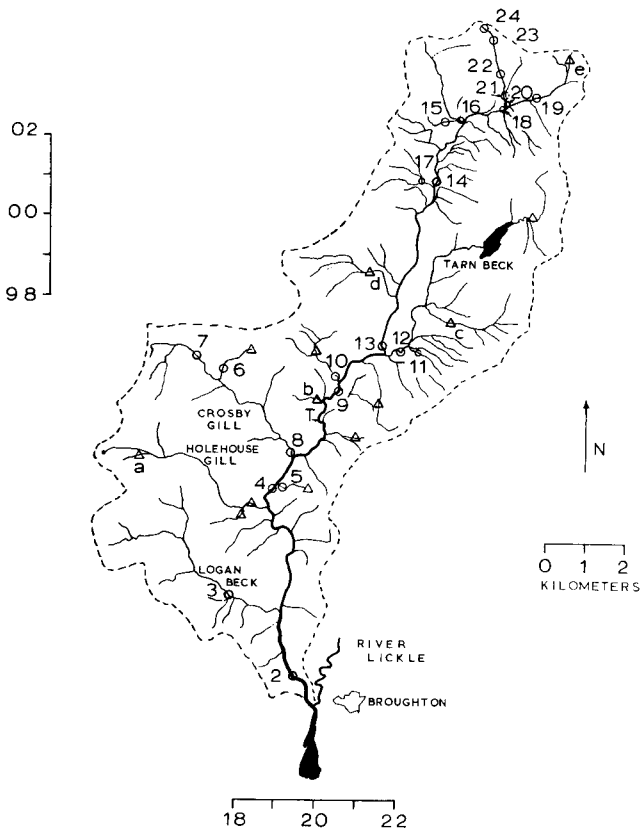 24
23
22
e
21
20
02
15
16
19
18
17
14
00
TARN BECK
98
d
13
12
c
7
10
11
6
b
9
CROSBY
GILL
T
8
HOLEHOUSE
GILL
a
4
5
N
0 1 2
KILOMETERS
LOGAN
BECK
3
RIVER
LICKLE
2
BROUGHTON
18 20 22